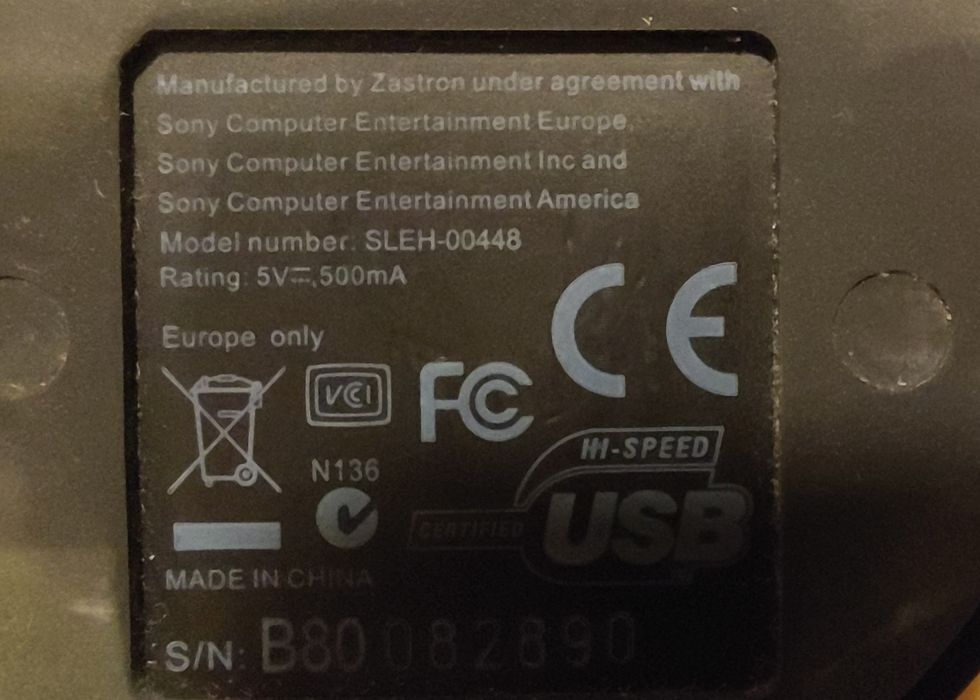 Manufactured by Zastron under agreement with
Sony Computer Entertainment Europe,
Sony Computer Entertainment Inc and
Sony Computer Entertainment America
Model number: SLEH-00448
Rating: 5V⎓,500mA
Europe only
VCI
FC
CE
HI-SPEED
N136
CERTIFIED USB
MADE IN CHINA
S/N: B80082890